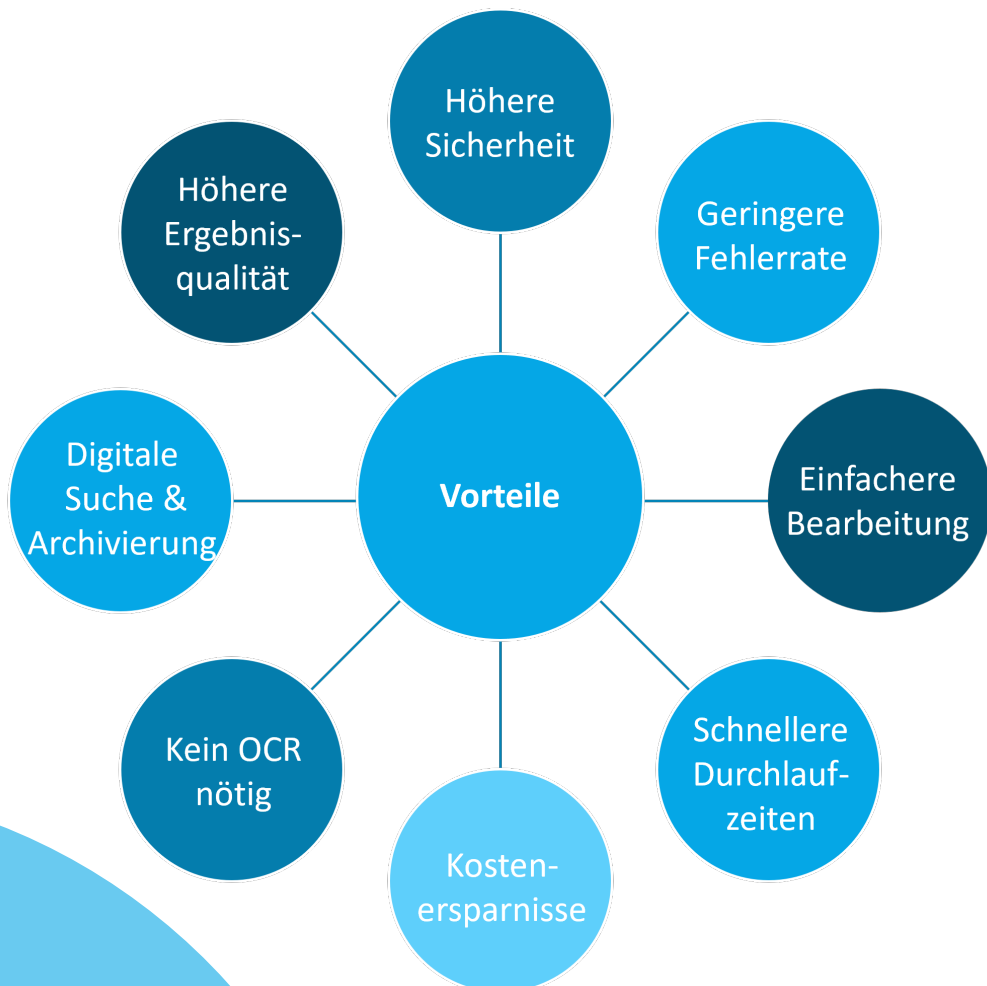 Höhere
Sicherheit
Höhere
Ergebnis-
qualität
Geringere
Fehlerrate
Digitale
Suche &
Archivierung
Vorteile
Einfachere
Bearbeitung
Kein OCR
nötig
Schnellere
Durchlauf-
zeiten
Kosten-
ersparnisse